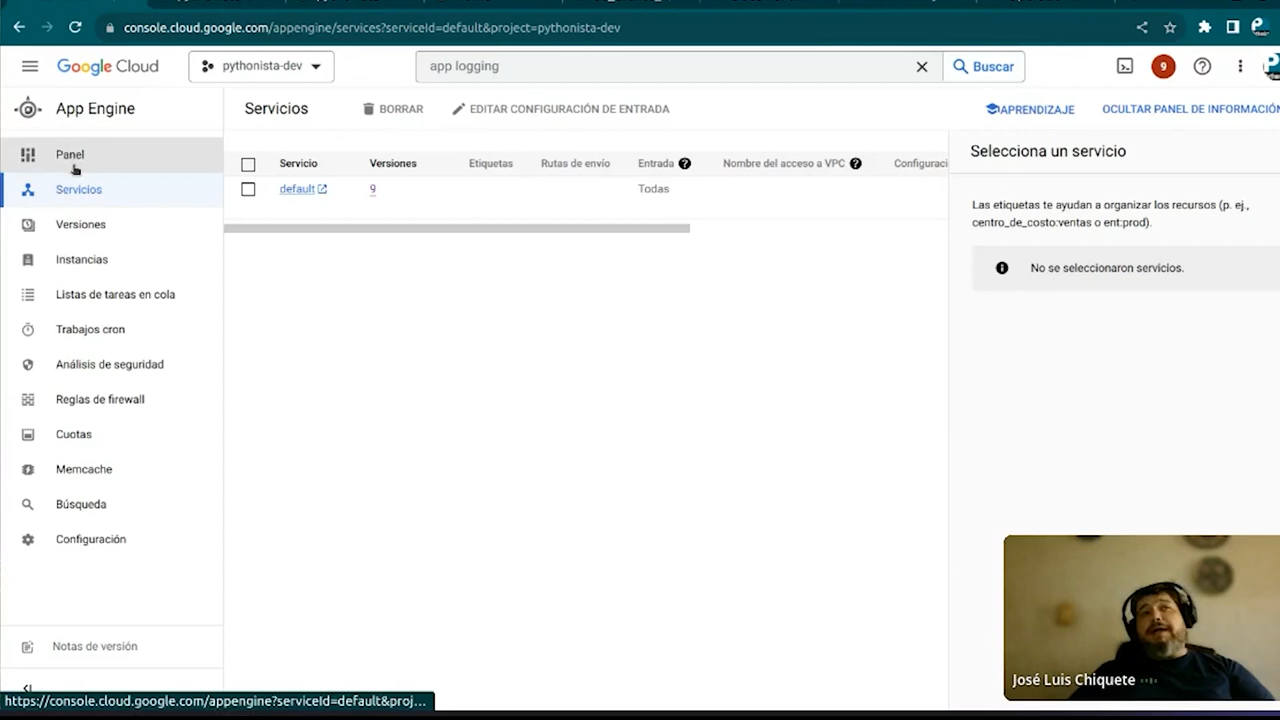 console.cloud.google.com/appengine/services?serviceId=default&project=pythonista-dev
Google Cloud
pythonista-dev
app logging
Buscar
9
App Engine
Servicios
BORRAR
EDITAR CONFIGURACIÓN DE ENTRADA
APRENDIZAJE
OCULTAR PANEL DE INFORMACIÓN
Panel
Servicios
Versiones
Instancias
Listas de tareas en cola
Trabajos cron
Análisis de seguridad
Reglas de firewall
Cuotas
Memcache
Búsqueda
Configuración
Notas de versión
Servicio Versiones Etiquetas Rutas de envío Entrada Nombre del acceso a VPC Configuraci
default 9 Todas
Selecciona un servicio
Las etiquetas te ayudan a organizar los recursos (p. ej.,
centro_de_costo:ventas o ent:prod).
No se seleccionaron servicios.
José Luis Chiquete
https://console.cloud.google.com/appengine?serviceId=default&proj...